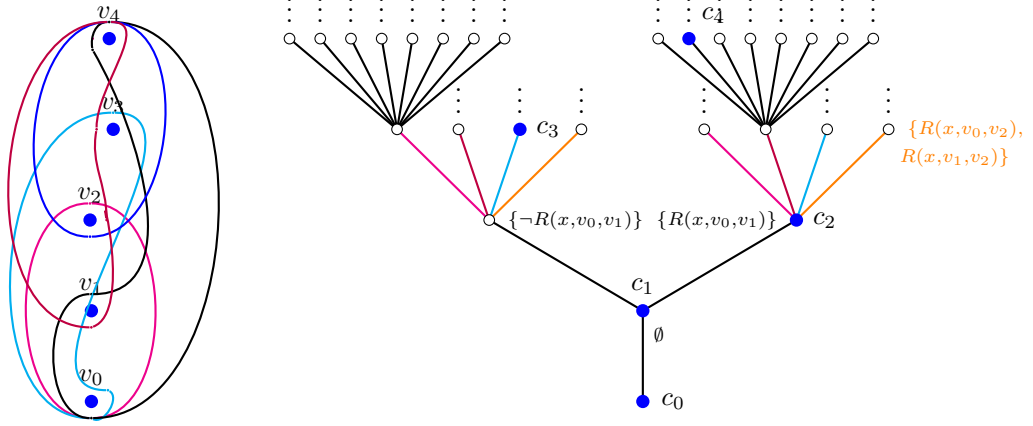 v₄
v₃
v₂
v₁
v₀
c₄
c₃
{R(x,v₀,v₂),
R(x,v₁,v₂)}
{¬R(x,v₀,v₁)} {R(x,v₀,v₁)} c₂
c₁
∅
c₀